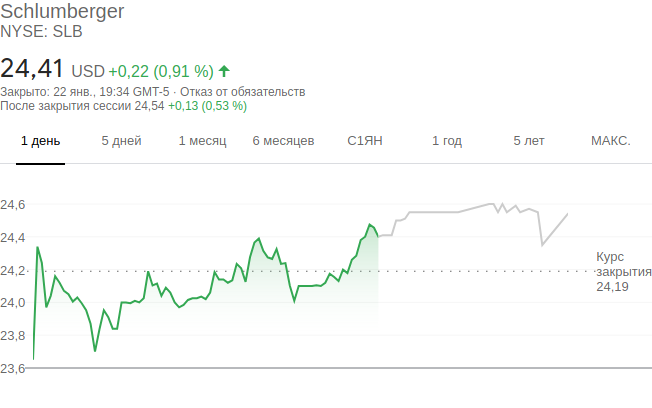 Schlumberger
NYSE: SLB
24,41 USD +0,22 (0,91 %)
Закрыто: 22 янв., 19:34 GMT-5 · Отказ от обязательств
После закрытия сессии 24,54 +0,13 (0,53 %)
1 день 5 дней 1 месяц 6 месяцев С1ЯН 1 год 5 лет МАКС.
24,6
24,4
24,2
24,0
23,8
23,6
Курс
закрытия
24,19